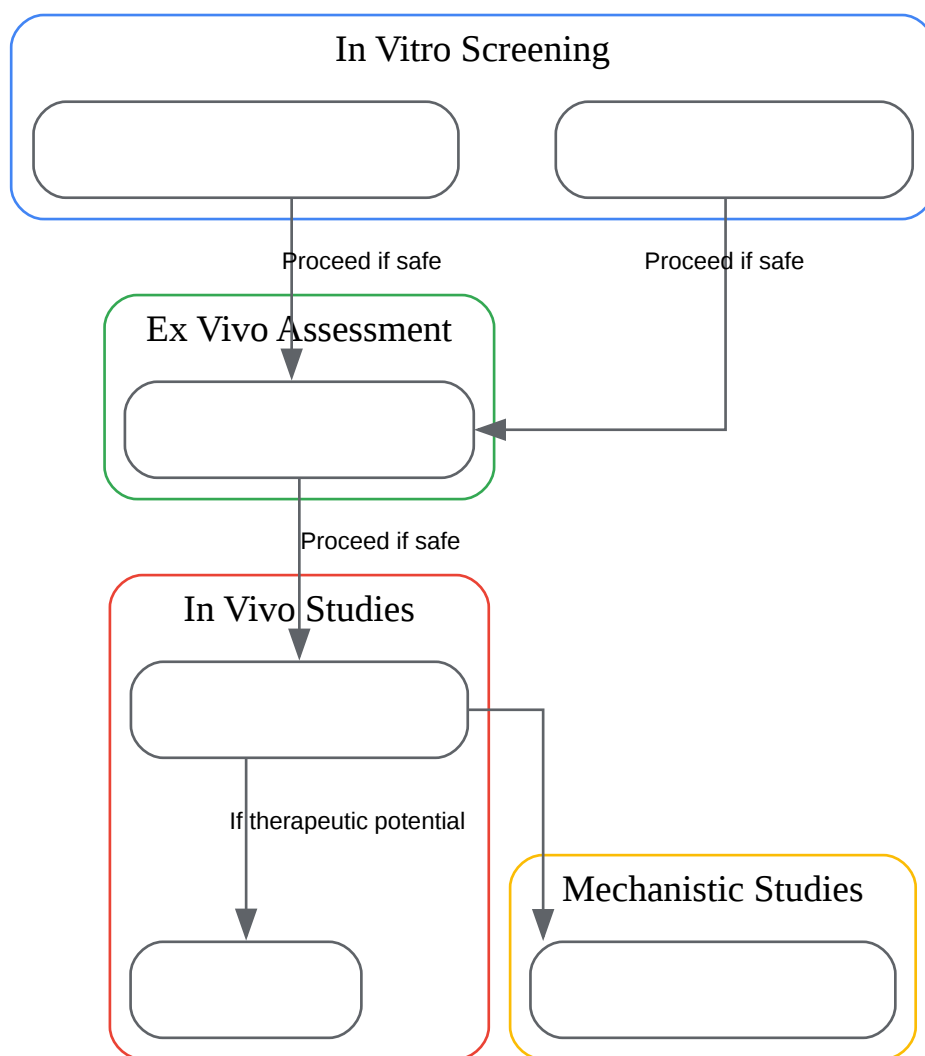 In Vitro Screening
Proceed if safe
Proceed if safe
Ex Vivo Assessment
Proceed if safe
In Vivo Studies
If therapeutic potential
Mechanistic Studies